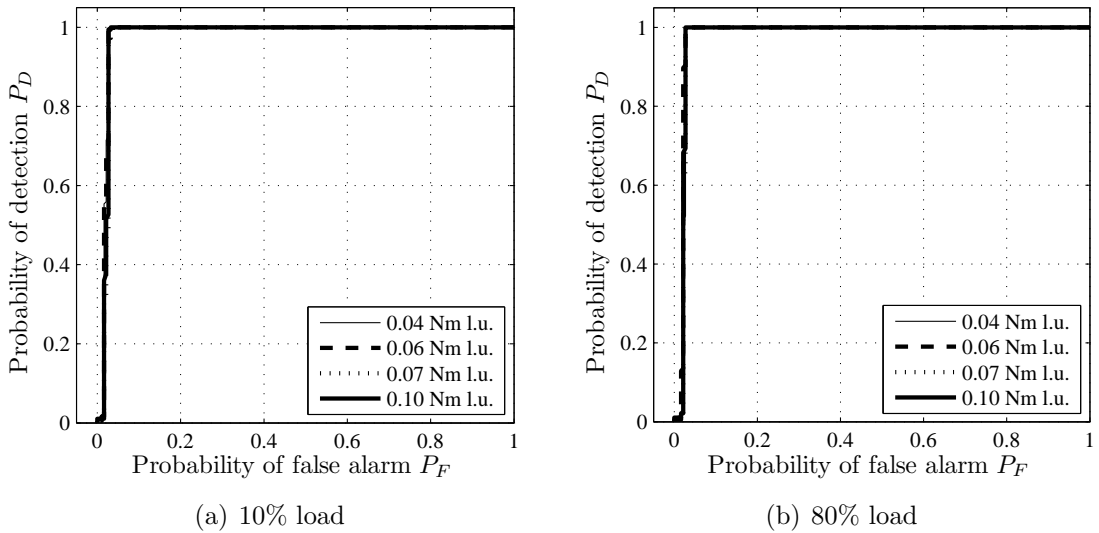 1
0.8
0.6
0.4
0.2
0
Probability of detection P_D
0 0.2 0.4 0.6 0.8 1
Probability of false alarm P_F
0.04 Nm l.u.
0.06 Nm l.u.
0.07 Nm l.u.
0.10 Nm l.u.
(a) 10% load
1
0.8
0.6
0.4
0.2
0
Probability of detection P_D
0 0.2 0.4 0.6 0.8 1
Probability of false alarm P_F
0.04 Nm l.u.
0.06 Nm l.u.
0.07 Nm l.u.
0.10 Nm l.u.
(b) 80% load